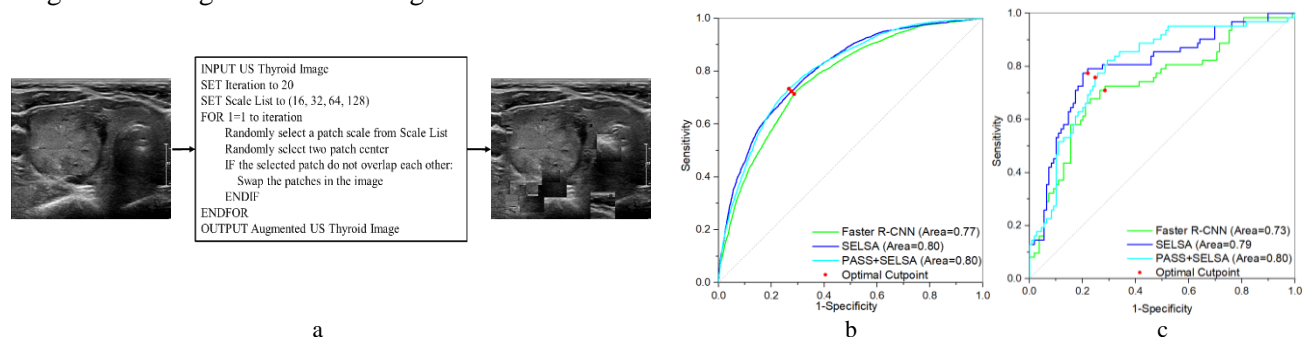 INPUT US Thyroid Image
SET Iteration to 20
SET Scale List to (16, 32, 64, 128)
FOR 1=1 to iteration
Randomly select a patch scale from Scale List
Randomly select two patch center
IF the selected patch do not overlap each other:
Swap the patches in the image
ENDIF
ENDFOR
OUTPUT Augmented US Thyroid Image
a
Sensitivity
1.0
0.8
0.6
0.4
0.2
0.0
0.0 0.2 0.4 0.6 0.8 1.0
1-Specificity
Faster R-CNN (Area=0.77)
SELSA (Area=0.80)
PASS+SELSA (Area=0.80)
Optimal Cutpoint
b
Sensitivity
1.0
0.8
0.6
0.4
0.2
0.0
0.0 0.2 0.4 0.6 0.8 1.0
1-Specificity
Faster R-CNN (Area=0.73)
SELSA (Area=0.79
PASS+SELSA (Area=0.80)
Optimal Cutpoint
c